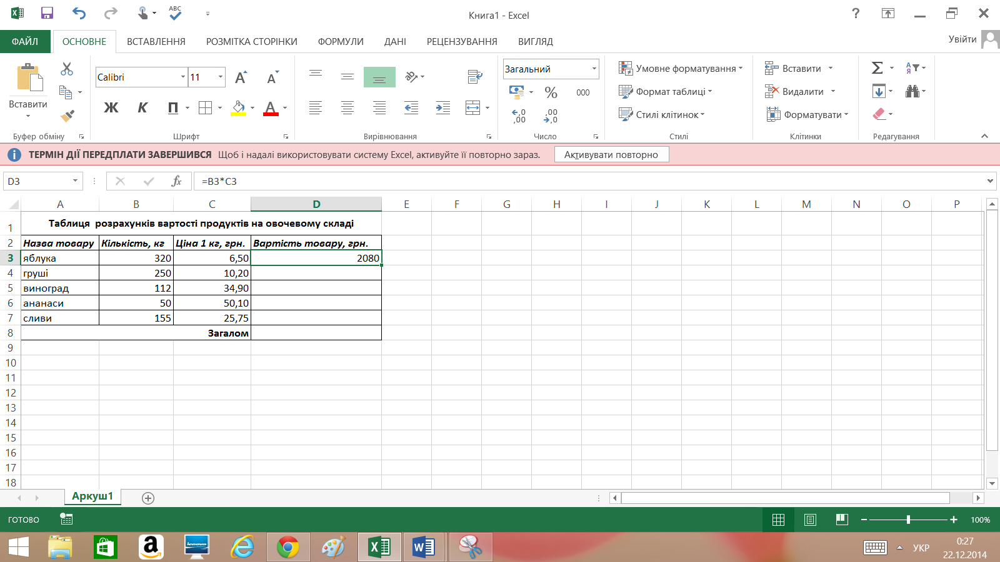 ABC
Книга1 - Excel
?
ФАЙЛ ОСНОВНЕ ВСТАВЛЕННЯ РОЗМІТКА СТОРІНКИ ФОРМУЛИ ДАНІ РЕЦЕНЗУВАННЯ ВИГЛЯД Увійти
Вставити
Calibri 11
Ж К П А
Загальний
% 000
←,0 ,00
,00 →,0
Умовне форматування
Формат таблиці
Стилі клітинок
Вставити
Видалити
Форматувати
Σ
Буфер обміну Шрифт Вирівнювання Число Стилі Клітинки Редагування
ТЕРМІН ДІЇ ПЕРЕДПЛАТИ ЗАВЕРШИВСЯ Щоб і надалі використовувати систему Excel, активуйте її повторно зараз. Активувати повторно
D3 fx =B3*C3
A B C D E F G H I J K L M N O P
1 Таблиця розрахунків вартості продуктів на овочевому складі
2 Назва товару Кількість, кг Ціна 1 кг, грн. Вартість товару, грн.
3 яблука 320 6,50 2080
4 груші 250 10,20
5 виноград 112 34,90
6 ананаси 50 50,10
7 сливи 155 25,75
8 Загалом
9
10
11
12
13
14
15
16
17
18
Аркуш1
ГОТОВО 100%
УКР 0:27
22.12.2014